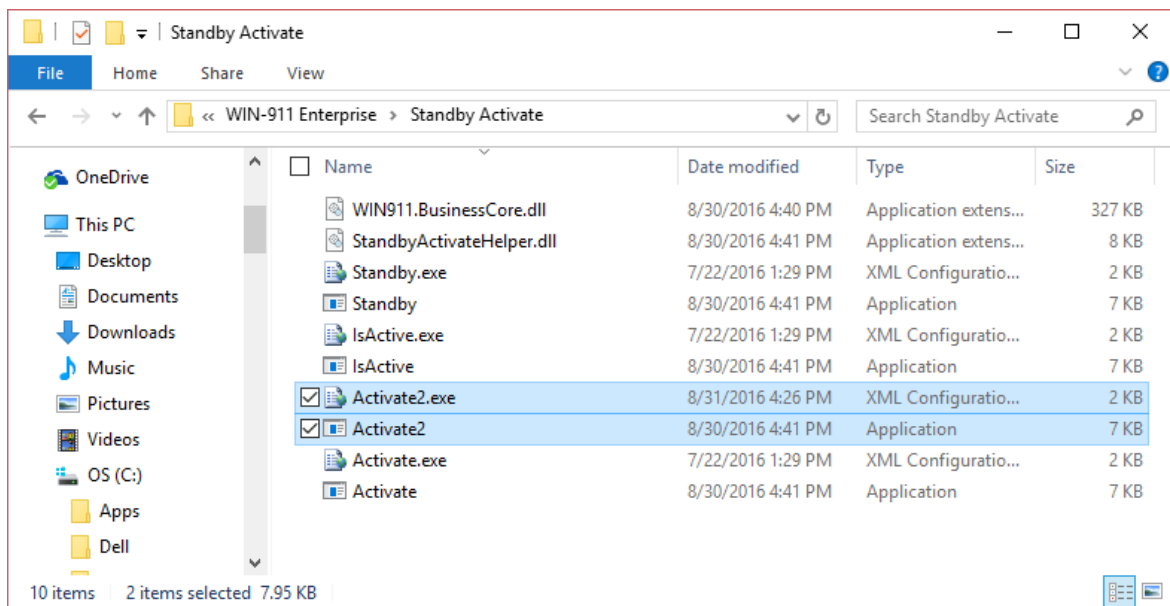 Standby Activate
File Home Share View
« WIN-911 Enterprise > Standby Activate Search Standby Activate
Name Date modified Type Size
OneDrive
This PC
Desktop
Documents
Downloads
Music
Pictures
Videos
OS (C:)
Apps
Dell
WIN911.BusinessCore.dll 8/30/2016 4:40 PM Application extens... 327 KB
StandbyActivateHelper.dll 8/30/2016 4:41 PM Application extens... 8 KB
Standby.exe 7/22/2016 1:29 PM XML Configuratio... 2 KB
Standby 8/30/2016 4:41 PM Application 7 KB
IsActive.exe 7/22/2016 1:29 PM XML Configuratio... 2 KB
IsActive 8/30/2016 4:41 PM Application 7 KB
Activate2.exe 8/31/2016 4:26 PM XML Configuratio... 2 KB
Activate2 8/30/2016 4:41 PM Application 7 KB
Activate.exe 7/22/2016 1:29 PM XML Configuratio... 2 KB
Activate 8/30/2016 4:41 PM Application 7 KB
10 items 2 items selected 7.95 KB